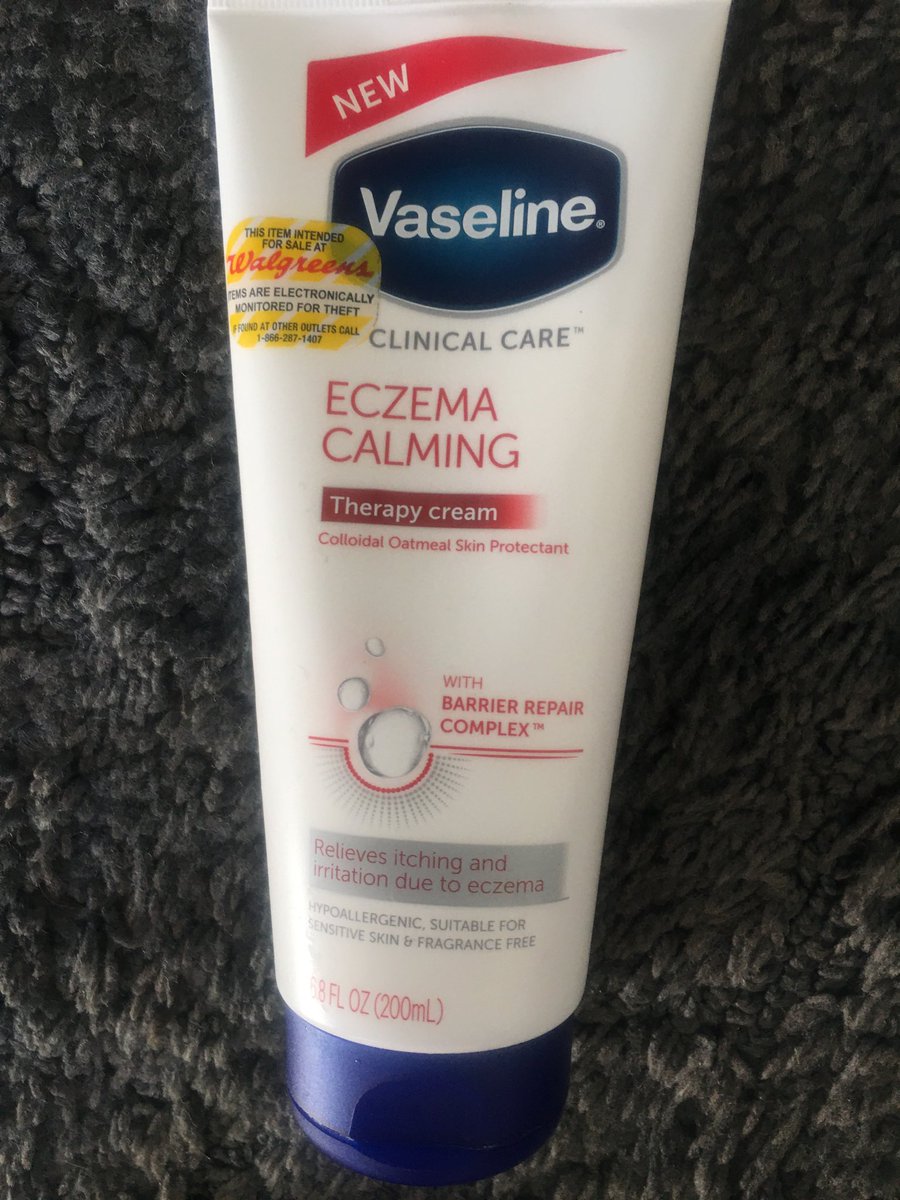 NEW
Vaseline®
THIS ITEM INTENDED
FOR SALE AT
Walgreens
ITEMS ARE ELECTRONICALLY
MONITORED FOR THEFT
IF FOUND AT OTHER OUTLETS CALL
1-866-287-1407
CLINICAL CARE™
ECZEMA
CALMING
Therapy cream
Colloidal Oatmeal Skin Protectant
WITH
BARRIER REPAIR
COMPLEX™
Relieves itching and
irritation due to eczema
HYPOALLERGENIC, SUITABLE FOR
SENSITIVE SKIN & FRAGRANCE FREE
6.8 FL OZ (200mL)